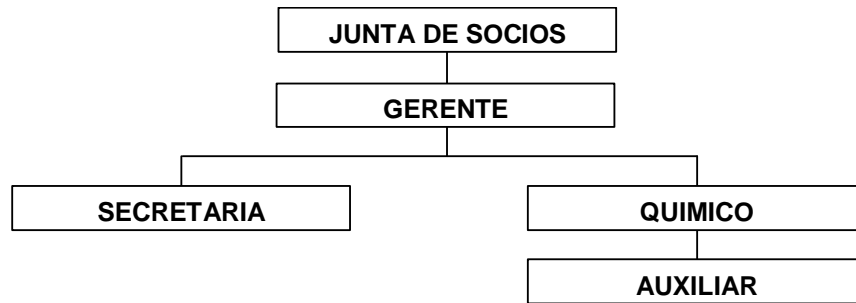 JUNTA DE SOCIOS
GERENTE
SECRETARIA
QUIMICO
AUXILIAR